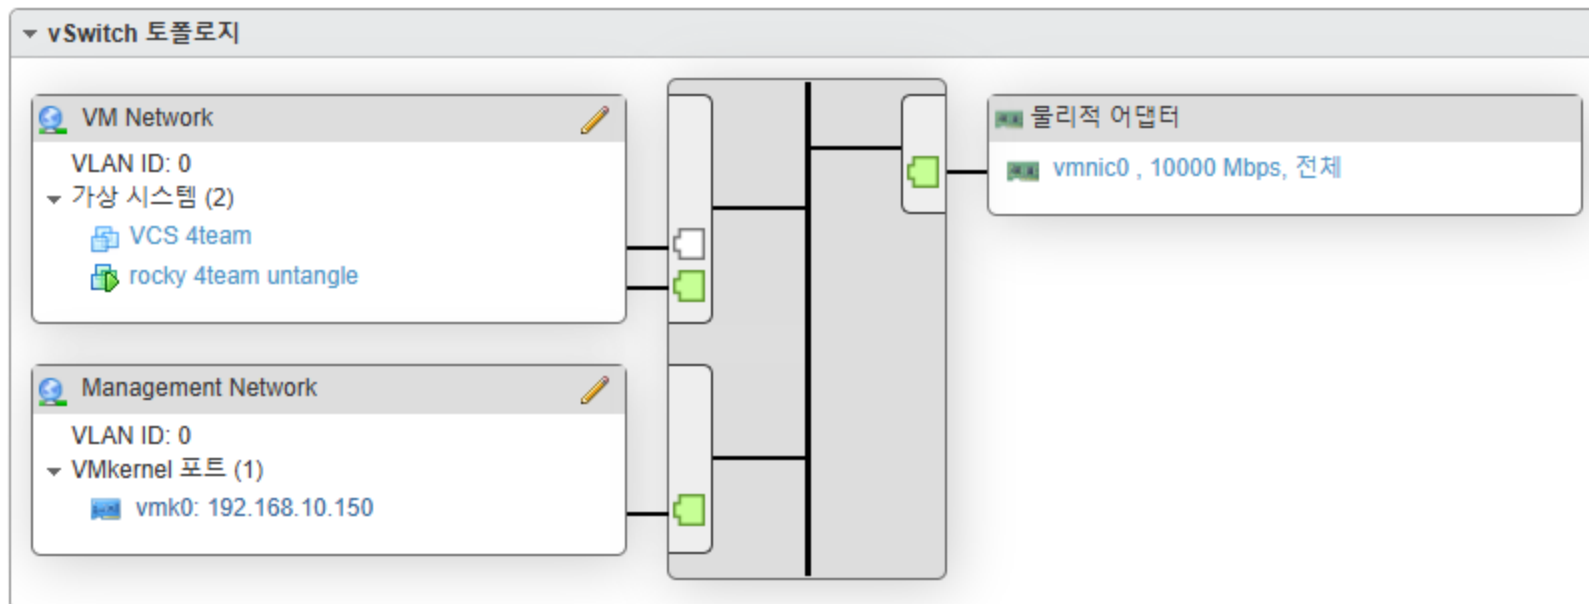 vSwitch 토폴로지
VM Network
VLAN ID: 0
가상 시스템 (2)
VCS 4team
rocky 4team untangle
Management Network
VLAN ID: 0
VMkernel 포트 (1)
vmk0: 192.168.10.150
물리적 어댑터
vmnic0 , 10000 Mbps, 전체